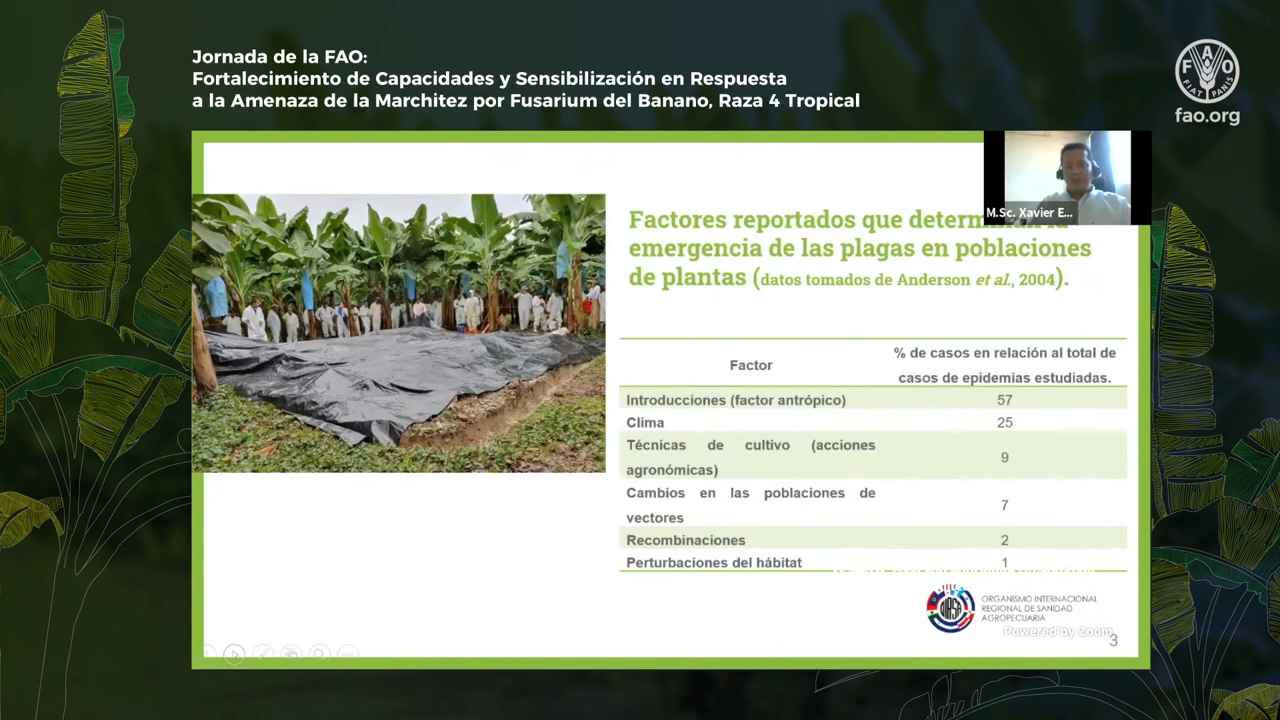 Jornada de la FAO:
Fortalecimiento de Capacidades y Sensibilización en Respuesta
a la Amenaza de la Marchitez por Fusarium del Banano, Raza 4 Tropical
FAO
FIAT PANIS
fao.org
M.Sc. Xavier E...
Factores reportados que
emergencia de las plagas en poblaciones
de plantas (datos tomados de Anderson et al., 2004).
Factor
% de casos en relación al total de
casos de epidemias estudiadas.
Introducciones (factor antrópico) 57
Clima 25
Técnicas de cultivo (acciones
agronómicas) 9
Cambios en las poblaciones de
vectores 7
Recombinaciones 2
Perturbaciones del hábitat 1
OIRSA
ORGANISMO INTERNACIONAL
REGIONAL DE SANIDAD
AGROPECUARIA
Powered by Zoom
3